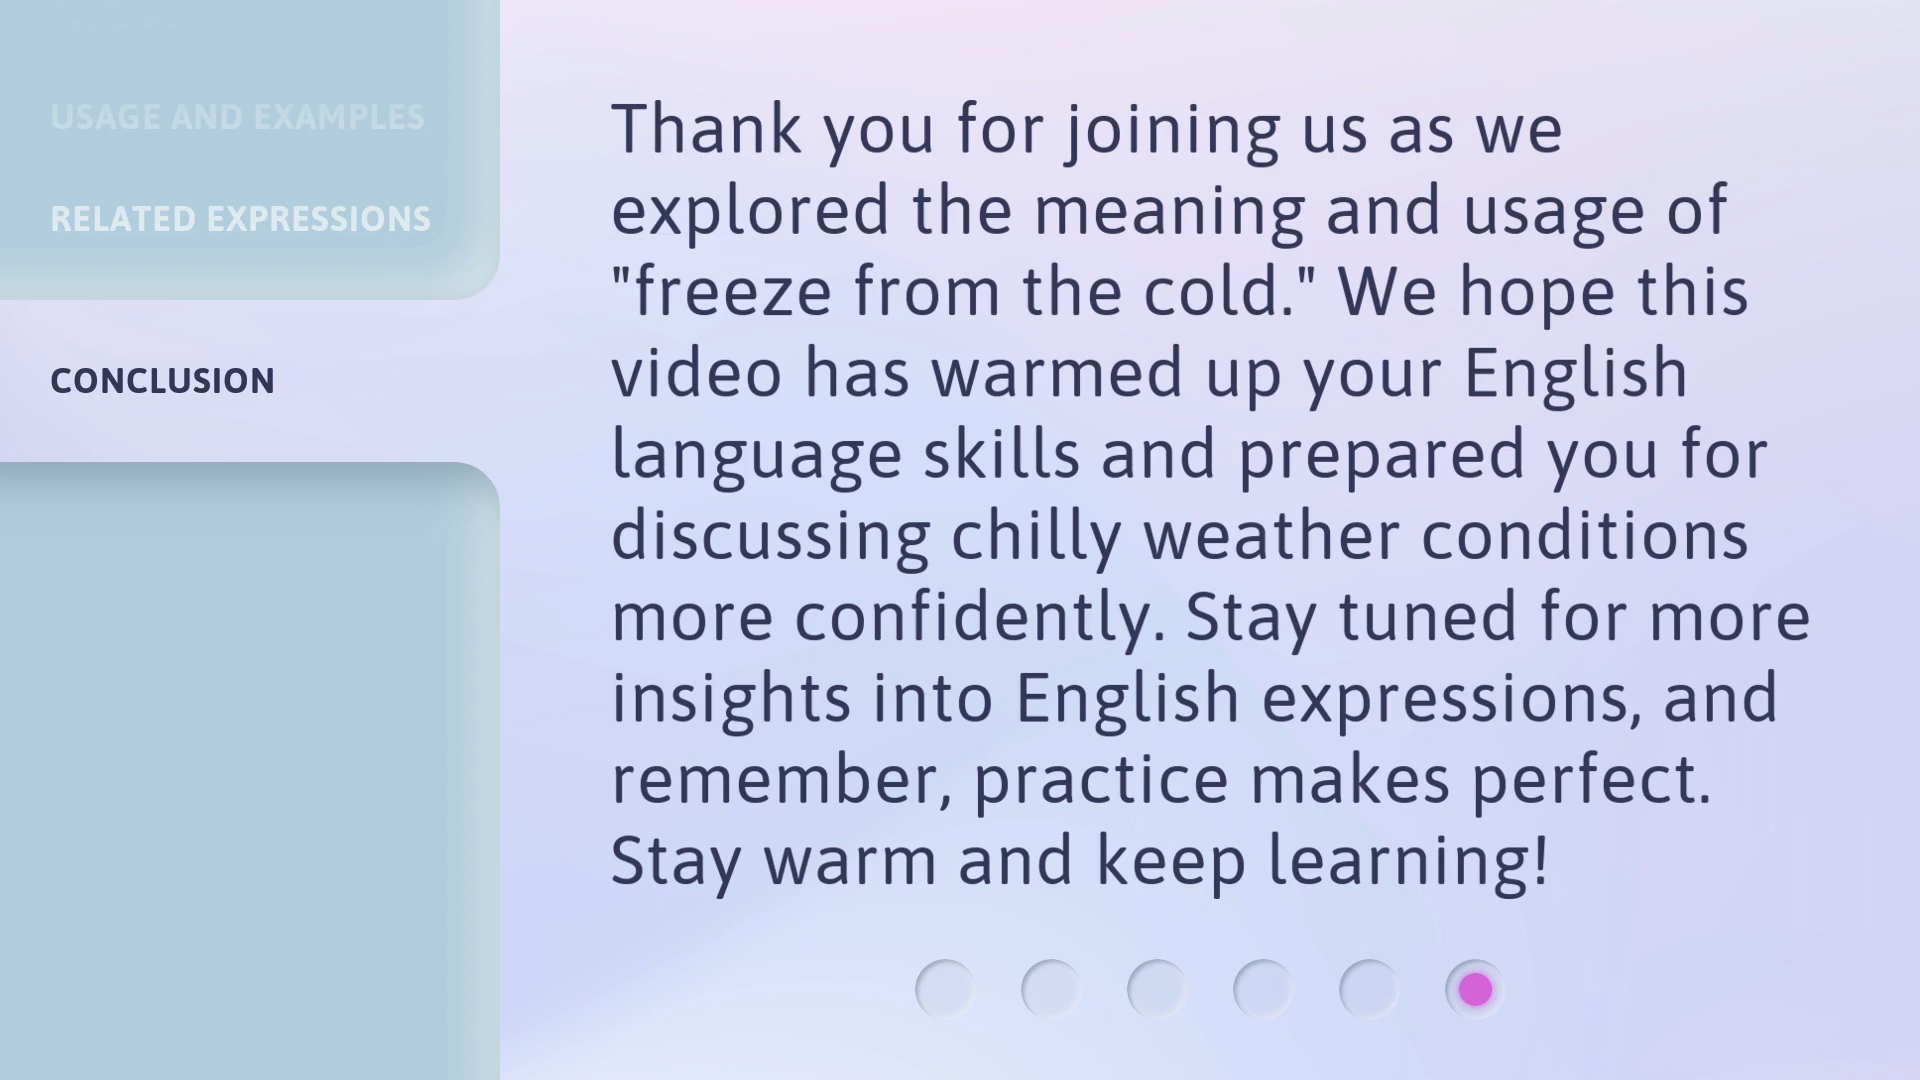 USAGE AND EXAMPLES
RELATED EXPRESSIONS
CONCLUSION
Thank you for joining us as we
explored the meaning and usage of
"freeze from the cold." We hope this
video has warmed up your English
language skills and prepared you for
discussing chilly weather conditions
more confidently. Stay tuned for more
insights into English expressions, and
remember, practice makes perfect.
Stay warm and keep learning!